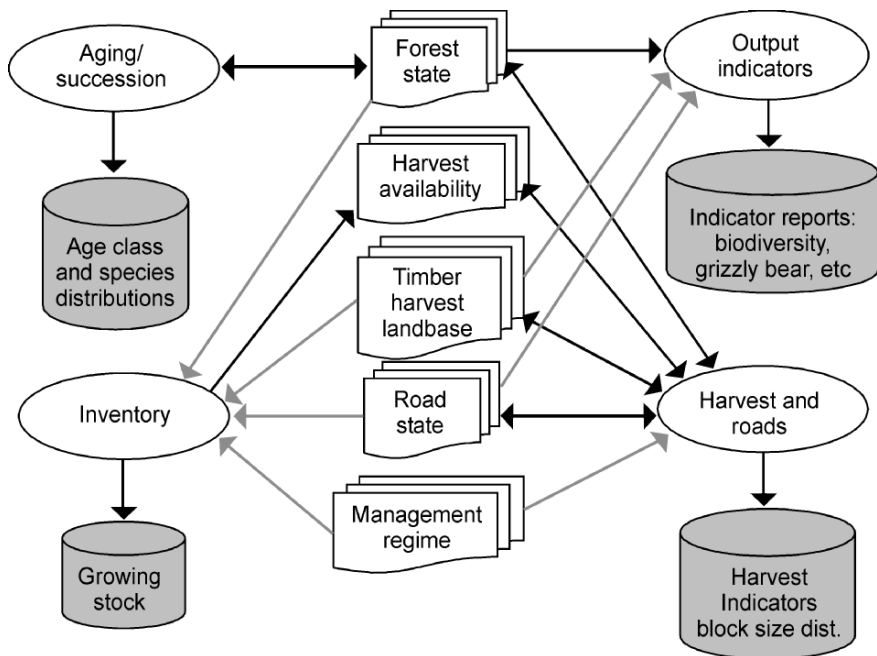 Aging/
succession
Forest
state
Output
indicators
Harvest
availability
Age class
and species
distributions
Indicator reports:
biodiversity,
grizzly bear, etc
Timber
harvest
landbase
Inventory
Road
state
Harvest and
roads
Management
regime
Growing
stock
Harvest
Indicators
block size dist.